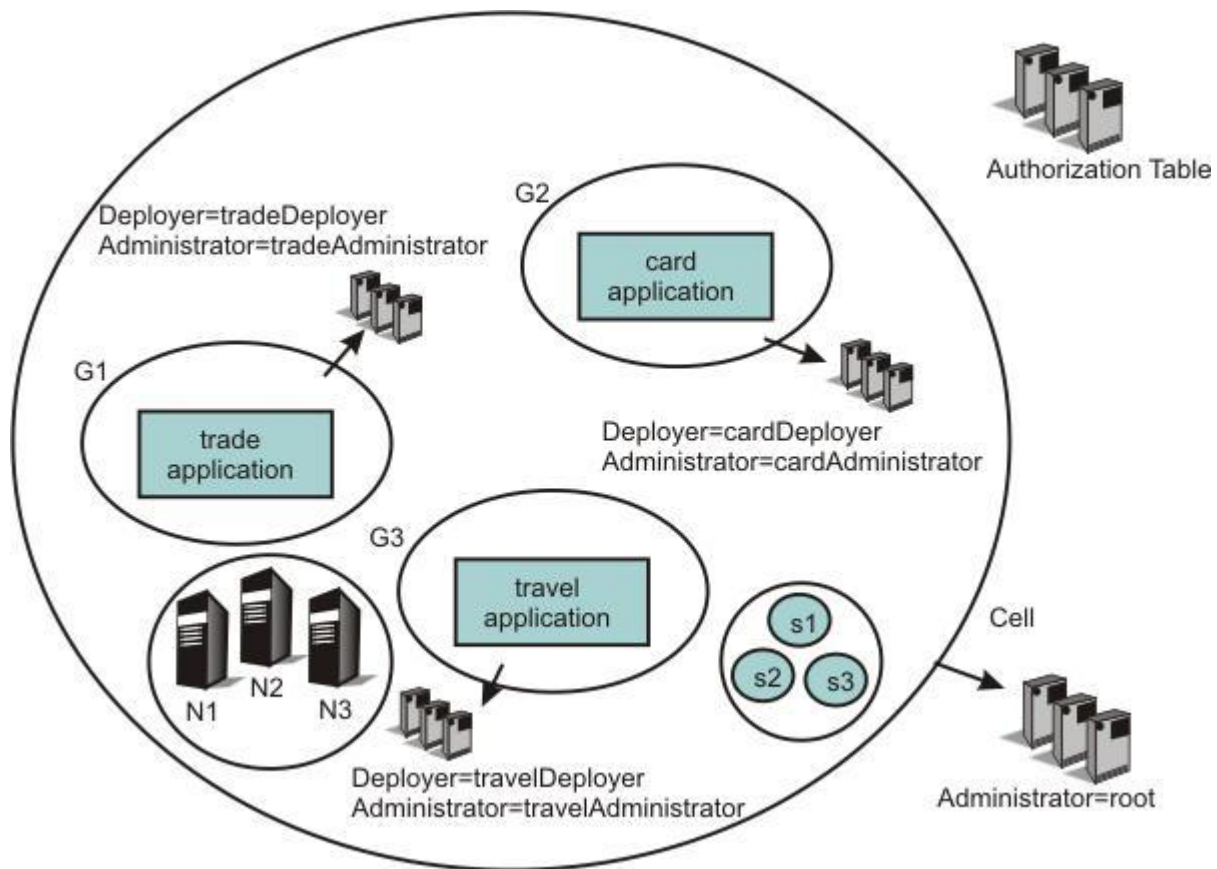 Authorization Table
G2
Deployer=tradeDeployer
Administrator=tradeAdministrator
card
application
G1
trade
application
Deployer=cardDeployer
Administrator=cardAdministrator
G3
travel
application
s1
s2
s3
Cell
N1
N2
N3
Deployer=travelDeployer
Administrator=travelAdministrator
Administrator=root